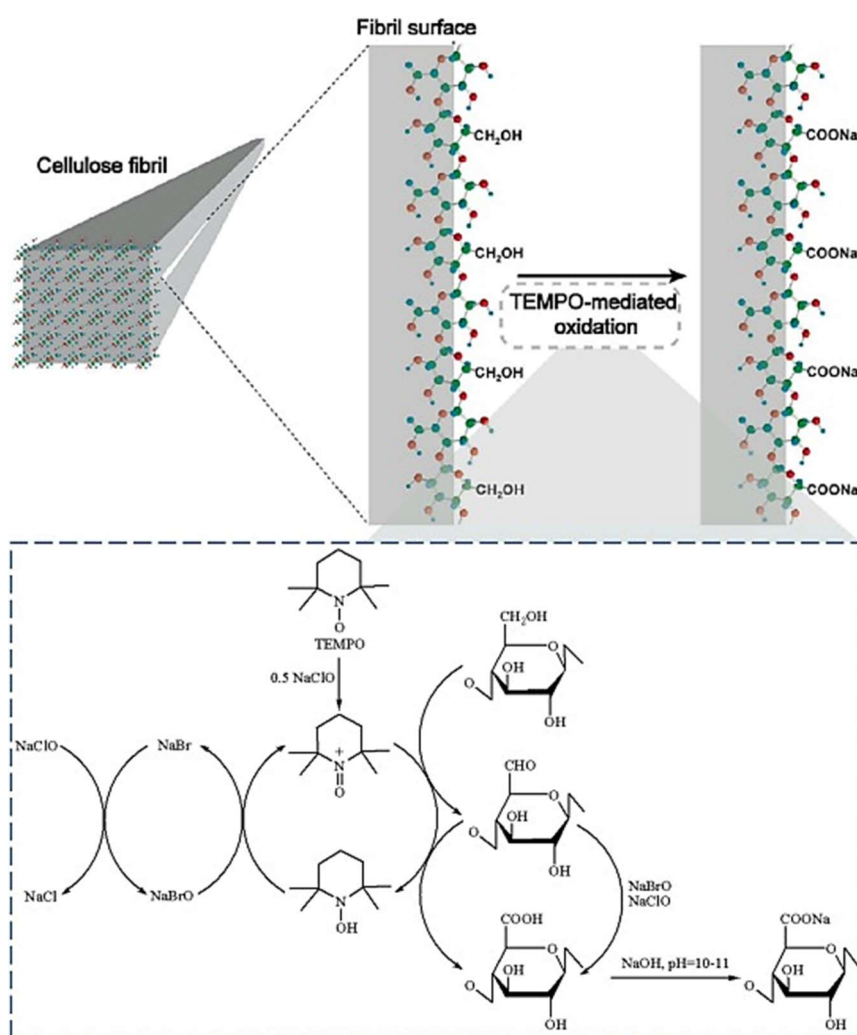 Fibril surface
Cellulose fibril
CH₂OH
CH₂OH
CH₂OH
CH₂OH
TEMPO-mediated
oxidation
COONa
COONa
COONa
COONa
N
O
TEMPO
0.5 NaClO
CH₂OH
O
OH
O
OH
NaClO
NaBr
+
N
O
CHO
O
OH
O
OH
NaCl
NaBrO
N
OH
NaBrO
NaClO
COOH
O
OH
O
OH
NaOH, pH=10-11
COONa
O
OH
O
OH